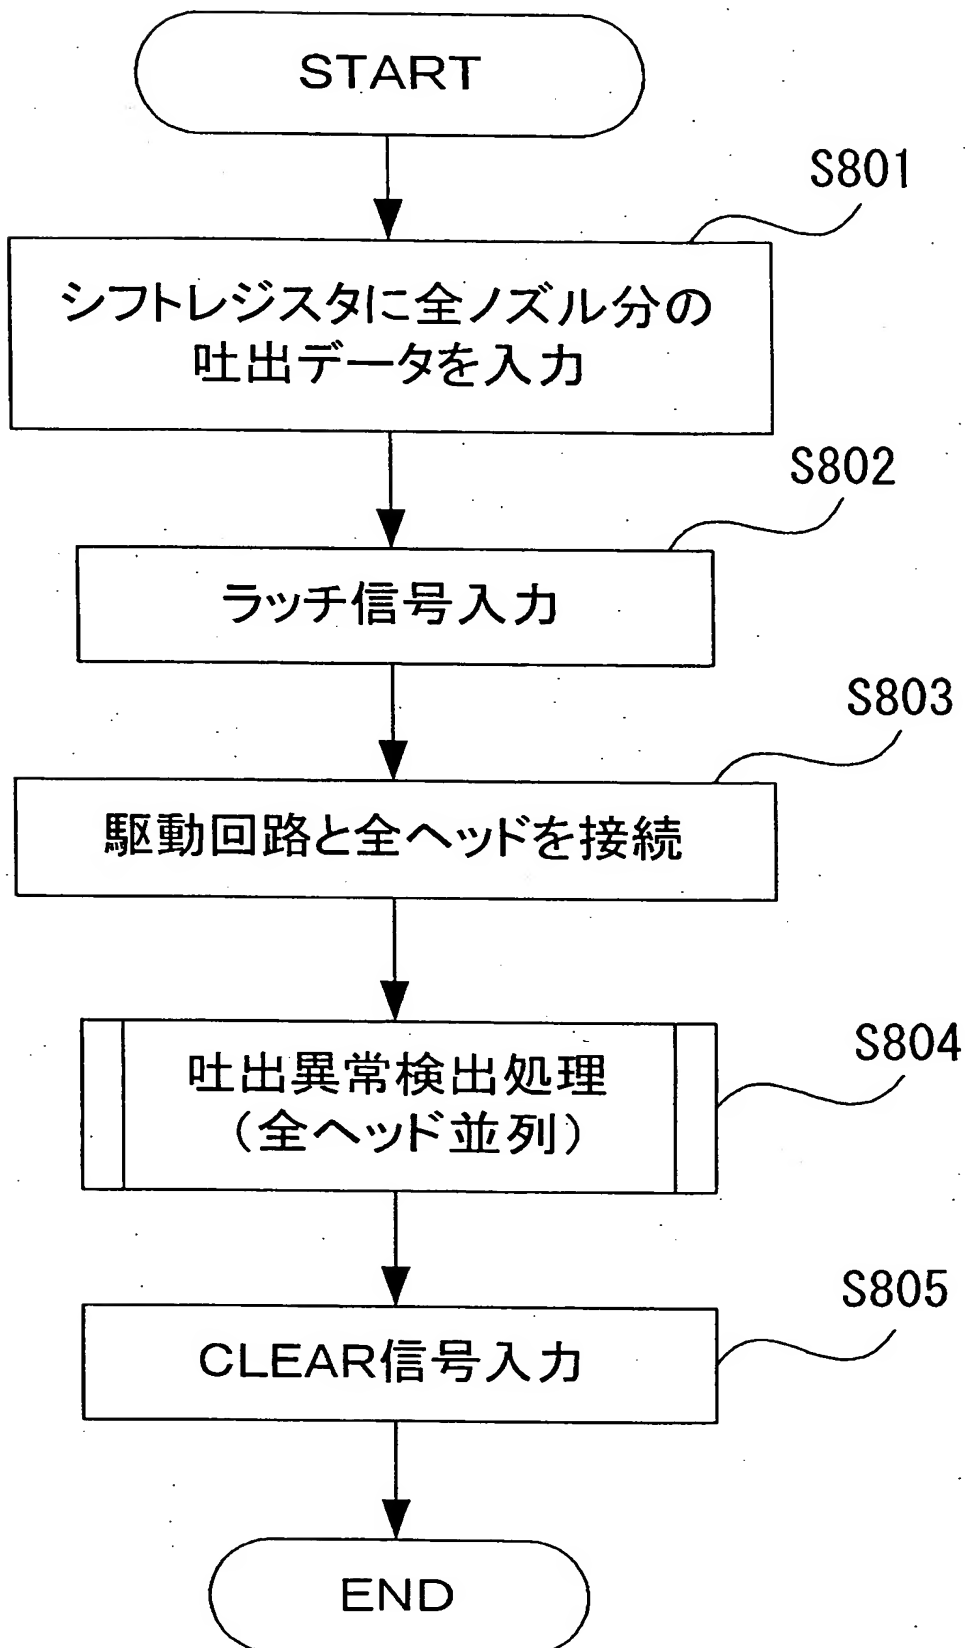 START
S801
シフトレジスタに全ノズル分の
吐出データを入力
S802
ラッチ信号入力
S803
駆動回路と全ヘッドを接続
S804
吐出異常検出処理
(全ヘッド並列)
S805
CLEAR信号入力
END